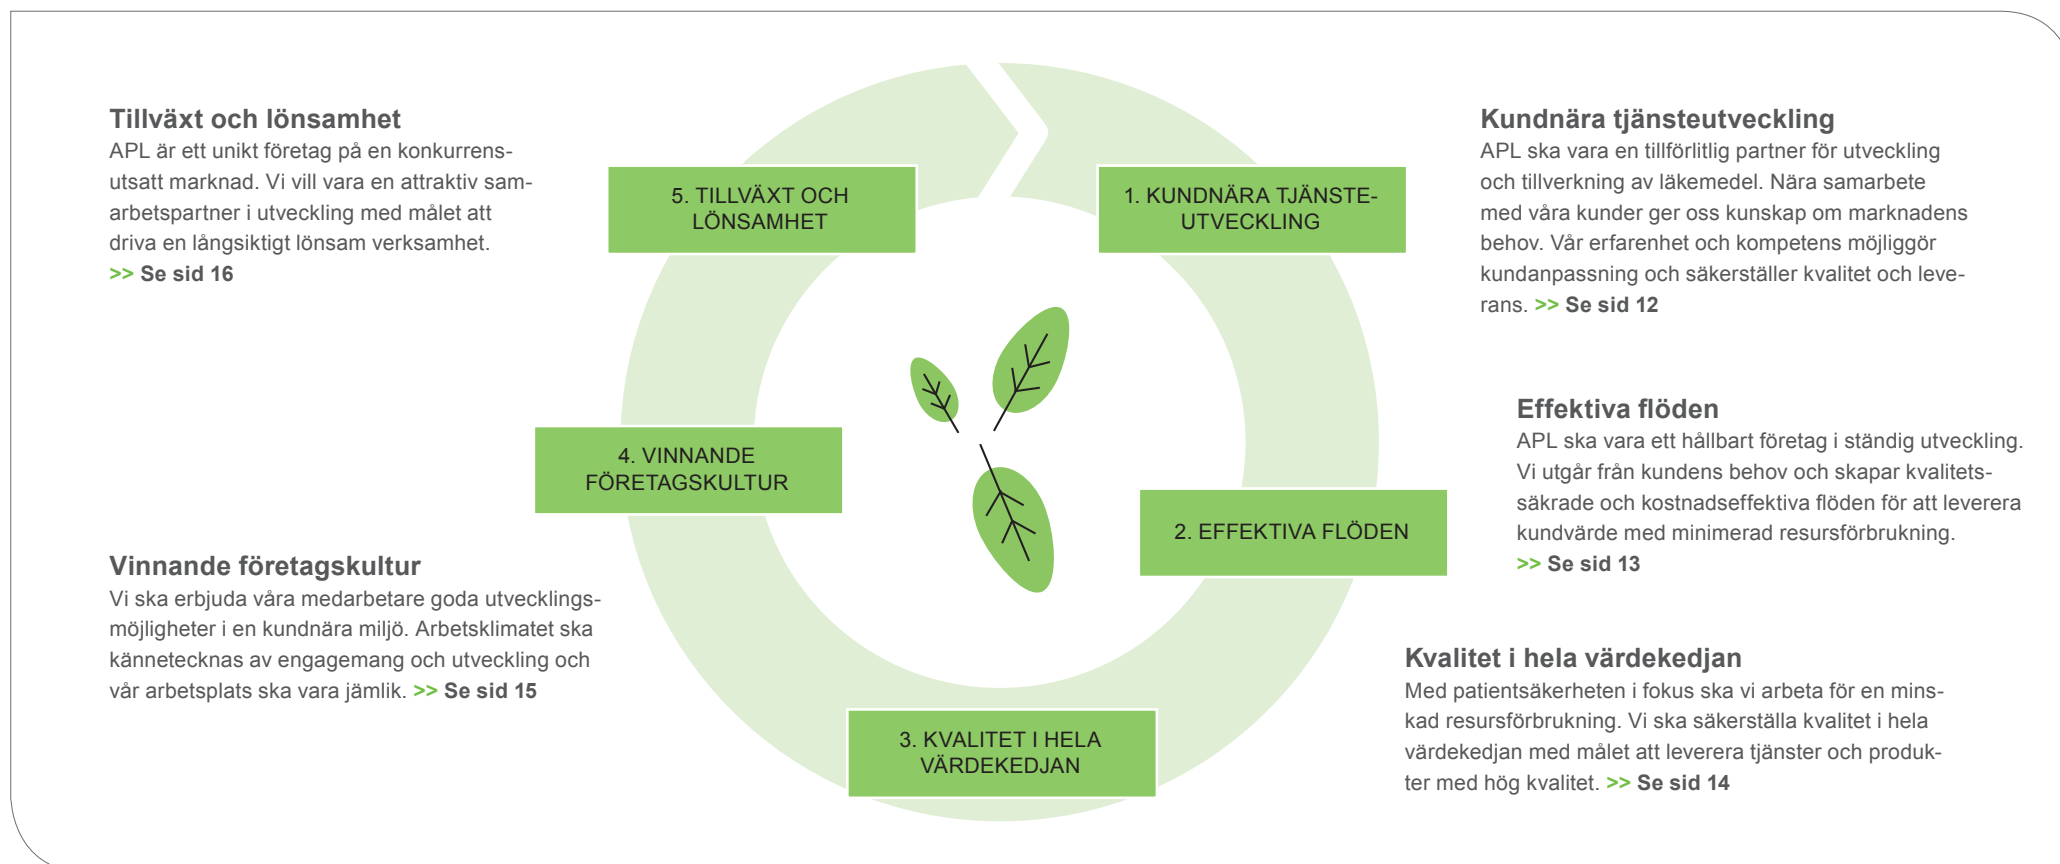 Tillväxt och lönsamhet
APL är ett unikt företag på en konkurrens-
utsatt marknad. Vi vill vara en attraktiv sam-
arbetspartner i utveckling med målet att
driva en långsiktigt lönsam verksamhet.
>> Se sid 16
Vinnande företagskultur
Vi ska erbjuda våra medarbetare goda utvecklings-
möjligheter i en kundnära miljö. Arbetsklimatet ska
kännetecknas av engagemang och utveckling och
vår arbetsplats ska vara jämlik. >> Se sid 15
5. TILLVÄXT OCH
LÖNSAMHET
1. KUNDNÄRA TJÄNSTE-
UTVECKLING
4. VINNANDE
FÖRETAGSKULTUR
2. EFFEKTIVA FLÖDEN
3. KVALITET I HELA
VÄRDEKEDJAN
Kundnära tjänsteutveckling
APL ska vara en tillförlitlig partner för utveckling
och tillverkning av läkemedel. Nära samarbete
med våra kunder ger oss kunskap om marknadens
behov. Vår erfarenhet och kompetens möjliggör
kundanpassning och säkerställer kvalitet och leve-
rans. >> Se sid 12
Effektiva flöden
APL ska vara ett hållbart företag i ständig utveckling.
Vi utgår från kundens behov och skapar kvalitets-
säkrade och kostnadseffektiva flöden för att leverera
kundvärde med minimerad resursförbrukning.
>> Se sid 13
Kvalitet i hela värdekedjan
Med patientsäkerheten i fokus ska vi arbeta för en mins-
kad resursförbrukning. Vi ska säkerställa kvalitet i hela
värdekedjan med målet att leverera tjänster och produk-
ter med hög kvalitet. >> Se sid 14